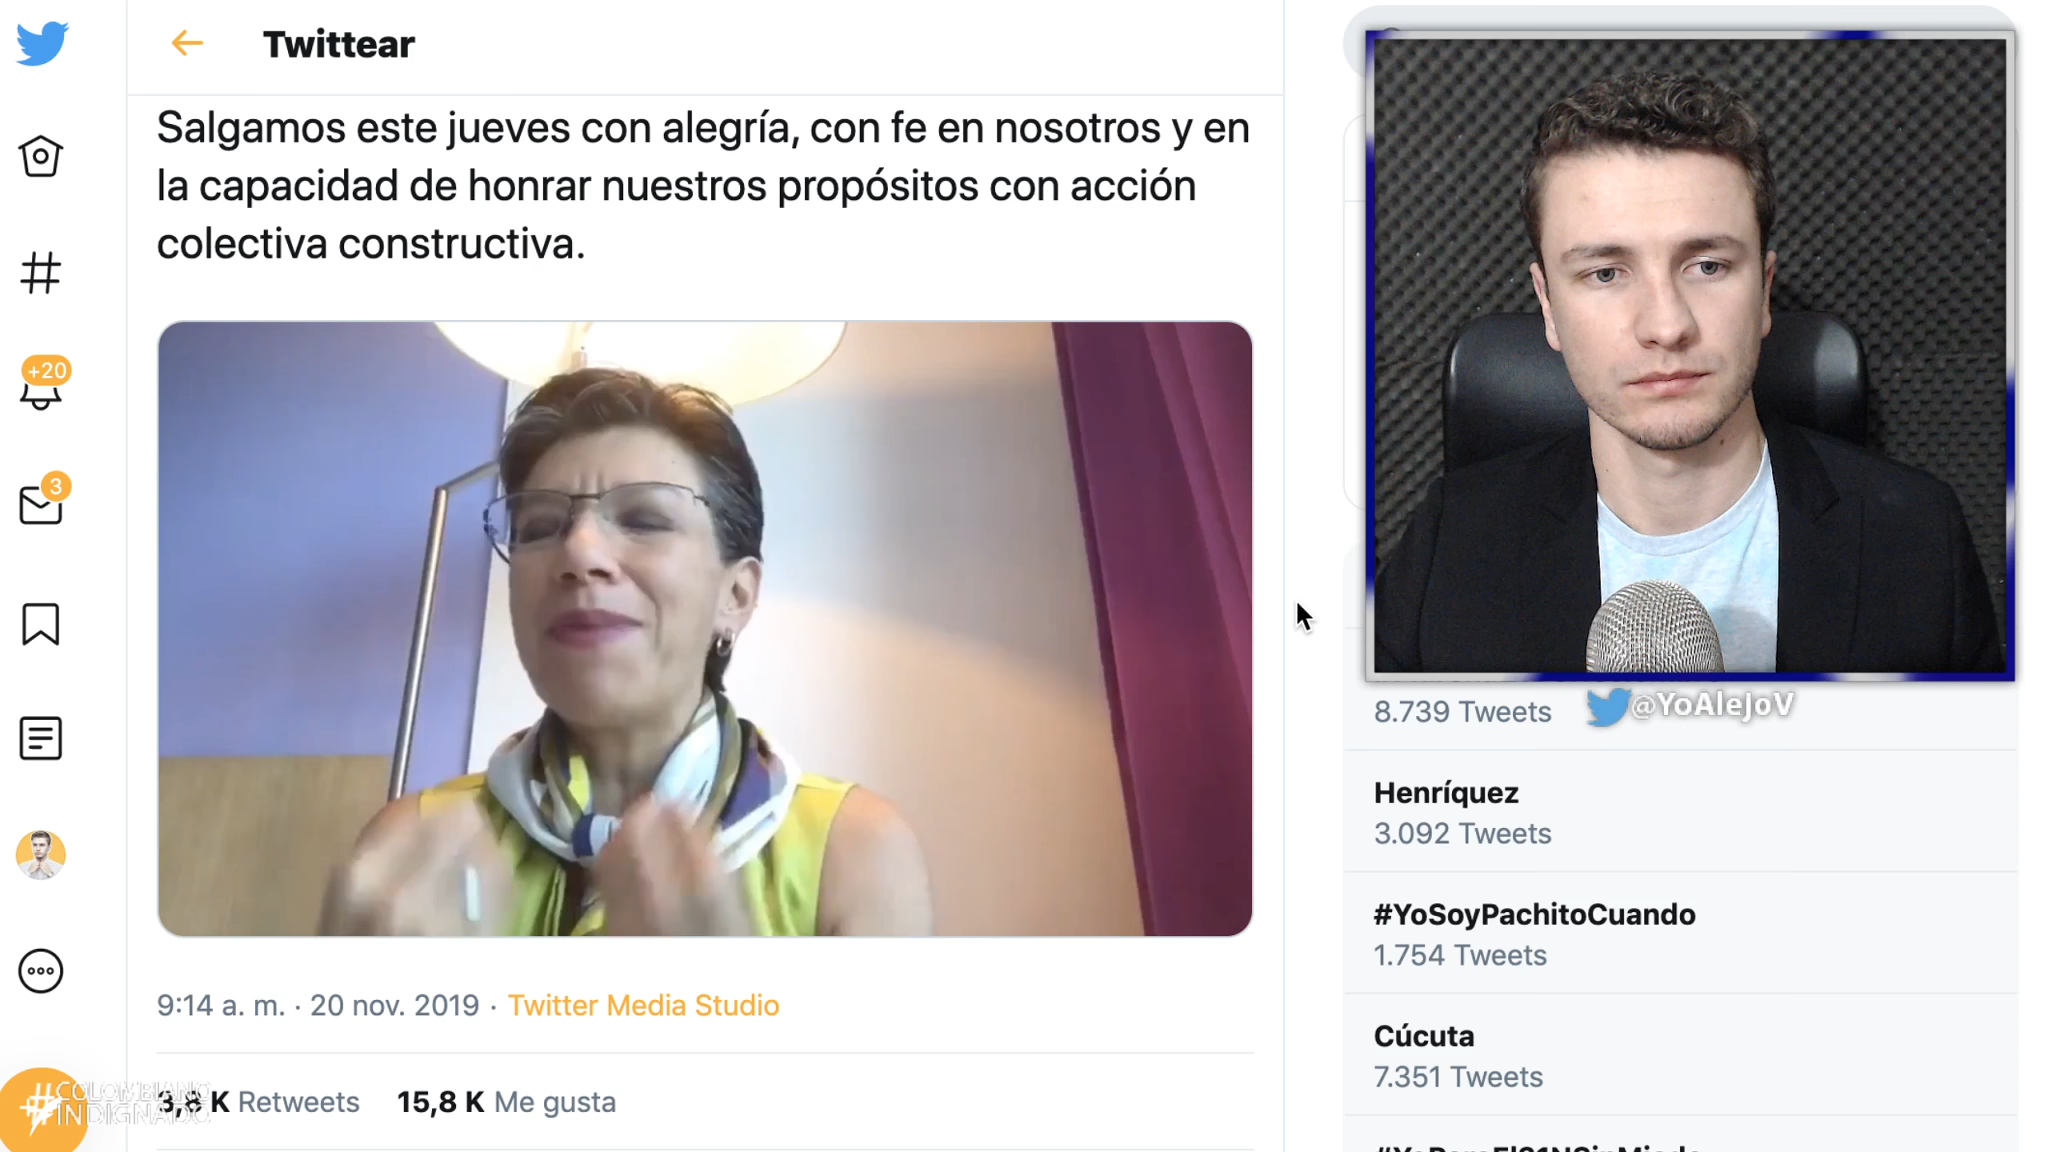 Twittear
Salgamos este jueves con alegría, con fe en nosotros y en
la capacidad de honrar nuestros propósitos con acción
colectiva constructiva.
+20
3
9:14 a. m. · 20 nov. 2019 · Twitter Media Studio
K Retweets 15,8 K Me gusta
#COLOMBIANO
INDIGNADO
8.739 Tweets
@YoAleJoV
Henríquez
3.092 Tweets
#YoSoyPachitoCuando
1.754 Tweets
Cúcuta
7.351 Tweets